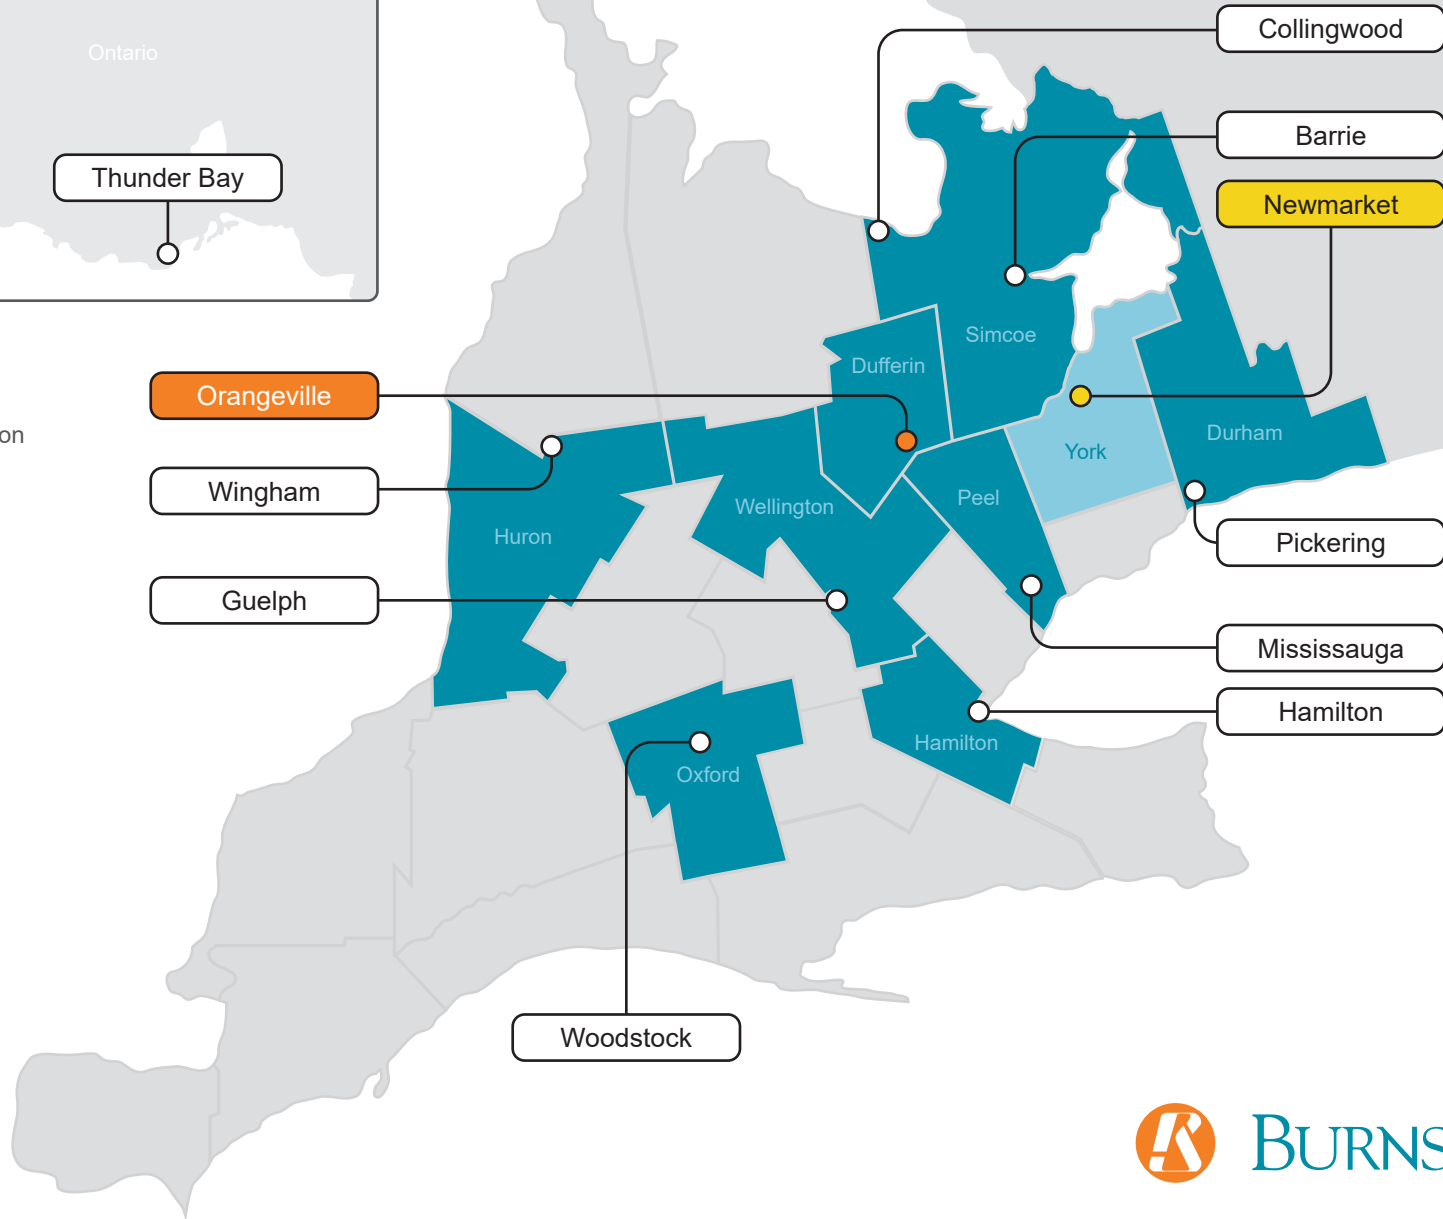 Ontario
Collingwood
Barrie
Thunder Bay
Newmarket
Simcoe
Dufferin
Orangeville
on
Durham
York
Wingham
Peel
Wellington
Huron
Pickering
Guelph
Mississauga
Hamilton
Hamilton
Oxford
Woodstock
BURNS